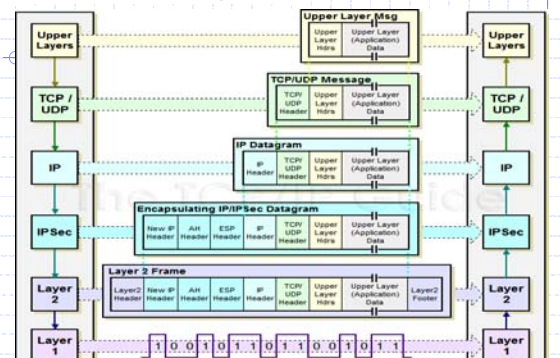 Upper Layer Msg
Upper Layers
Upper Layer Hdrs
Upper Layer (Application) Data
Upper Layers
TCP/UDP Message
TCP / UDP
TCP/ UDP Header
Upper Layer Hdrs
Upper Layer (Application) Data
TCP / UDP
IP Datagram
IP
IP Header
TCP/ UDP Header
Upper Layer Hdrs
Upper Layer (Application) Data
IP
The TCP/IP Guide
Encapsulating IP/IPSec Datagram
IPSec
New IP Header
AH Header
ESP Header
IP Header
TCP/ UDP Header
Upper Layer Hdrs
Upper Layer (Application) Data
IPSec
Layer 2 Frame
Layer 2
Layer2 Header
New IP Header
AH Header
ESP Header
IP Header
TCP/ UDP Header
Upper Layer Hdrs
Upper Layer (Application) Data
Layer2 Footer
Layer 2
Layer 1
1 0 0 1 0 1 1 0 1 1 0 0 1 0 1 1
Layer 1